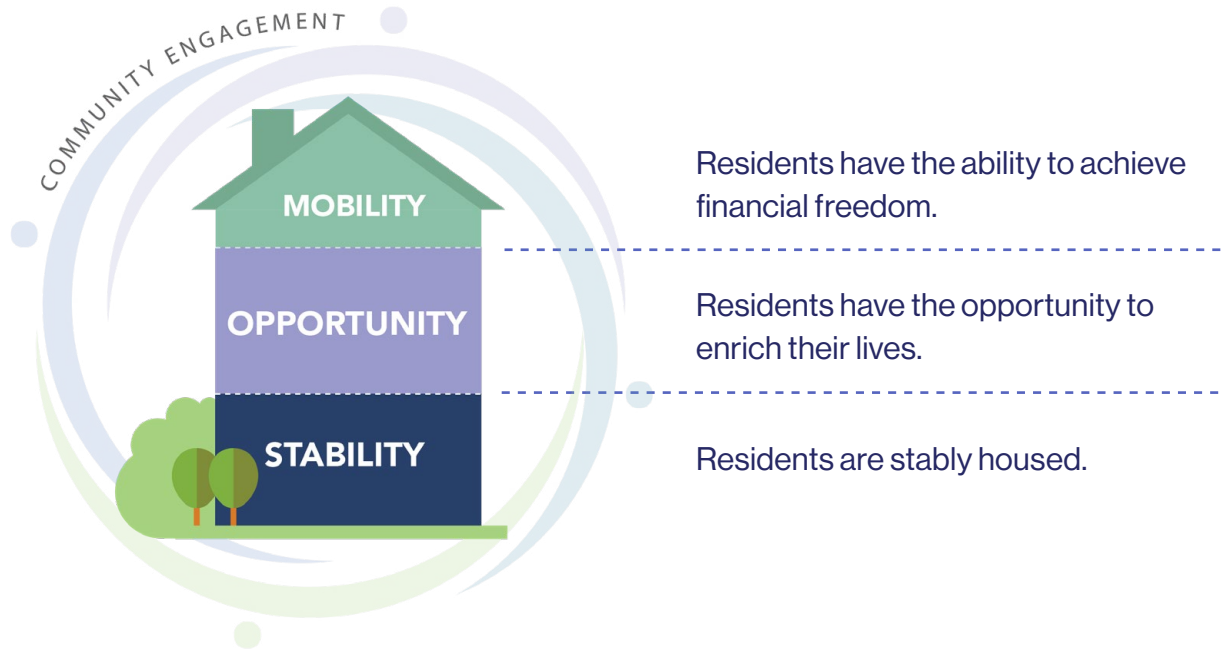 COMMUNITY ENGAGEMENT
MOBILITY
Residents have the ability to achieve
financial freedom.
OPPORTUNITY
Residents have the opportunity to
enrich their lives.
STABILITY
Residents are stably housed.